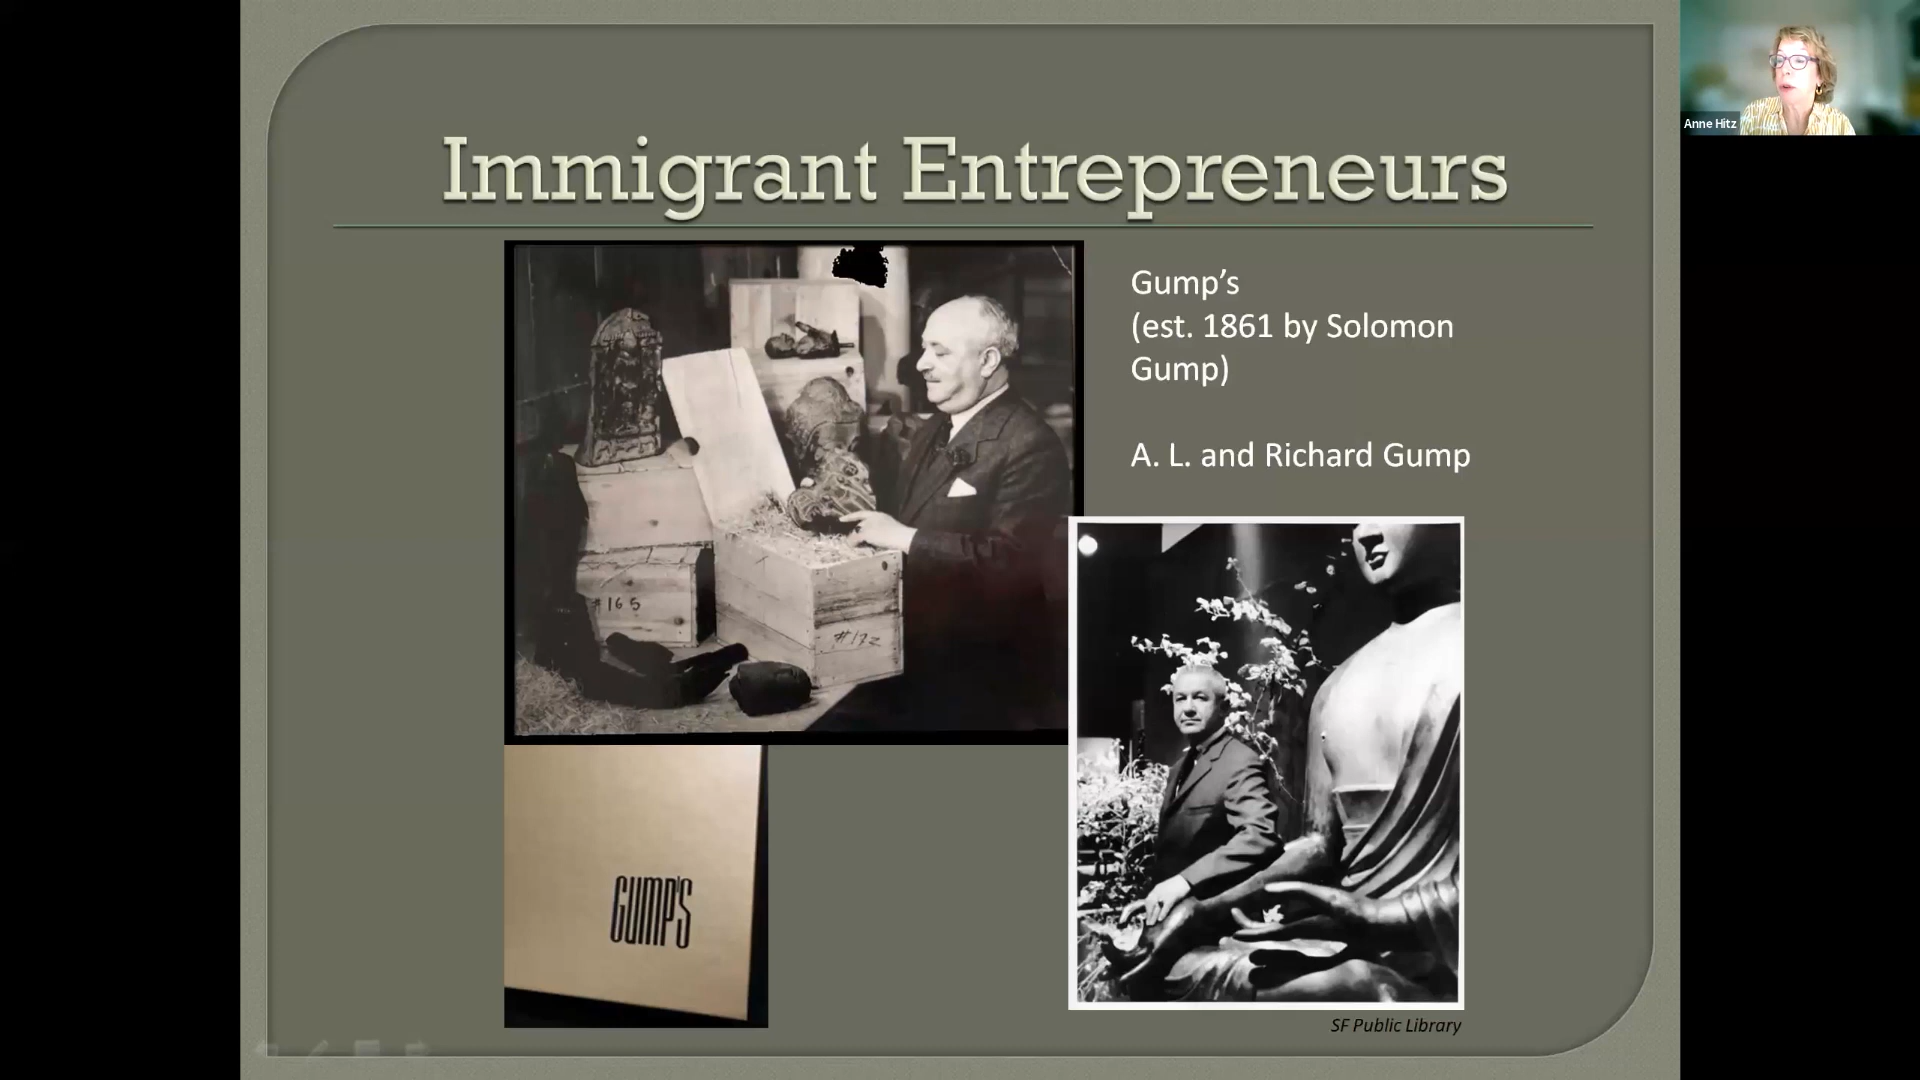 Immigrant Entrepreneurs
Anne Hitz
Gump’s
(est. 1861 by Solomon
Gump)
A. L. and Richard Gump
#165
#172
GUMP'S
SF Public Library